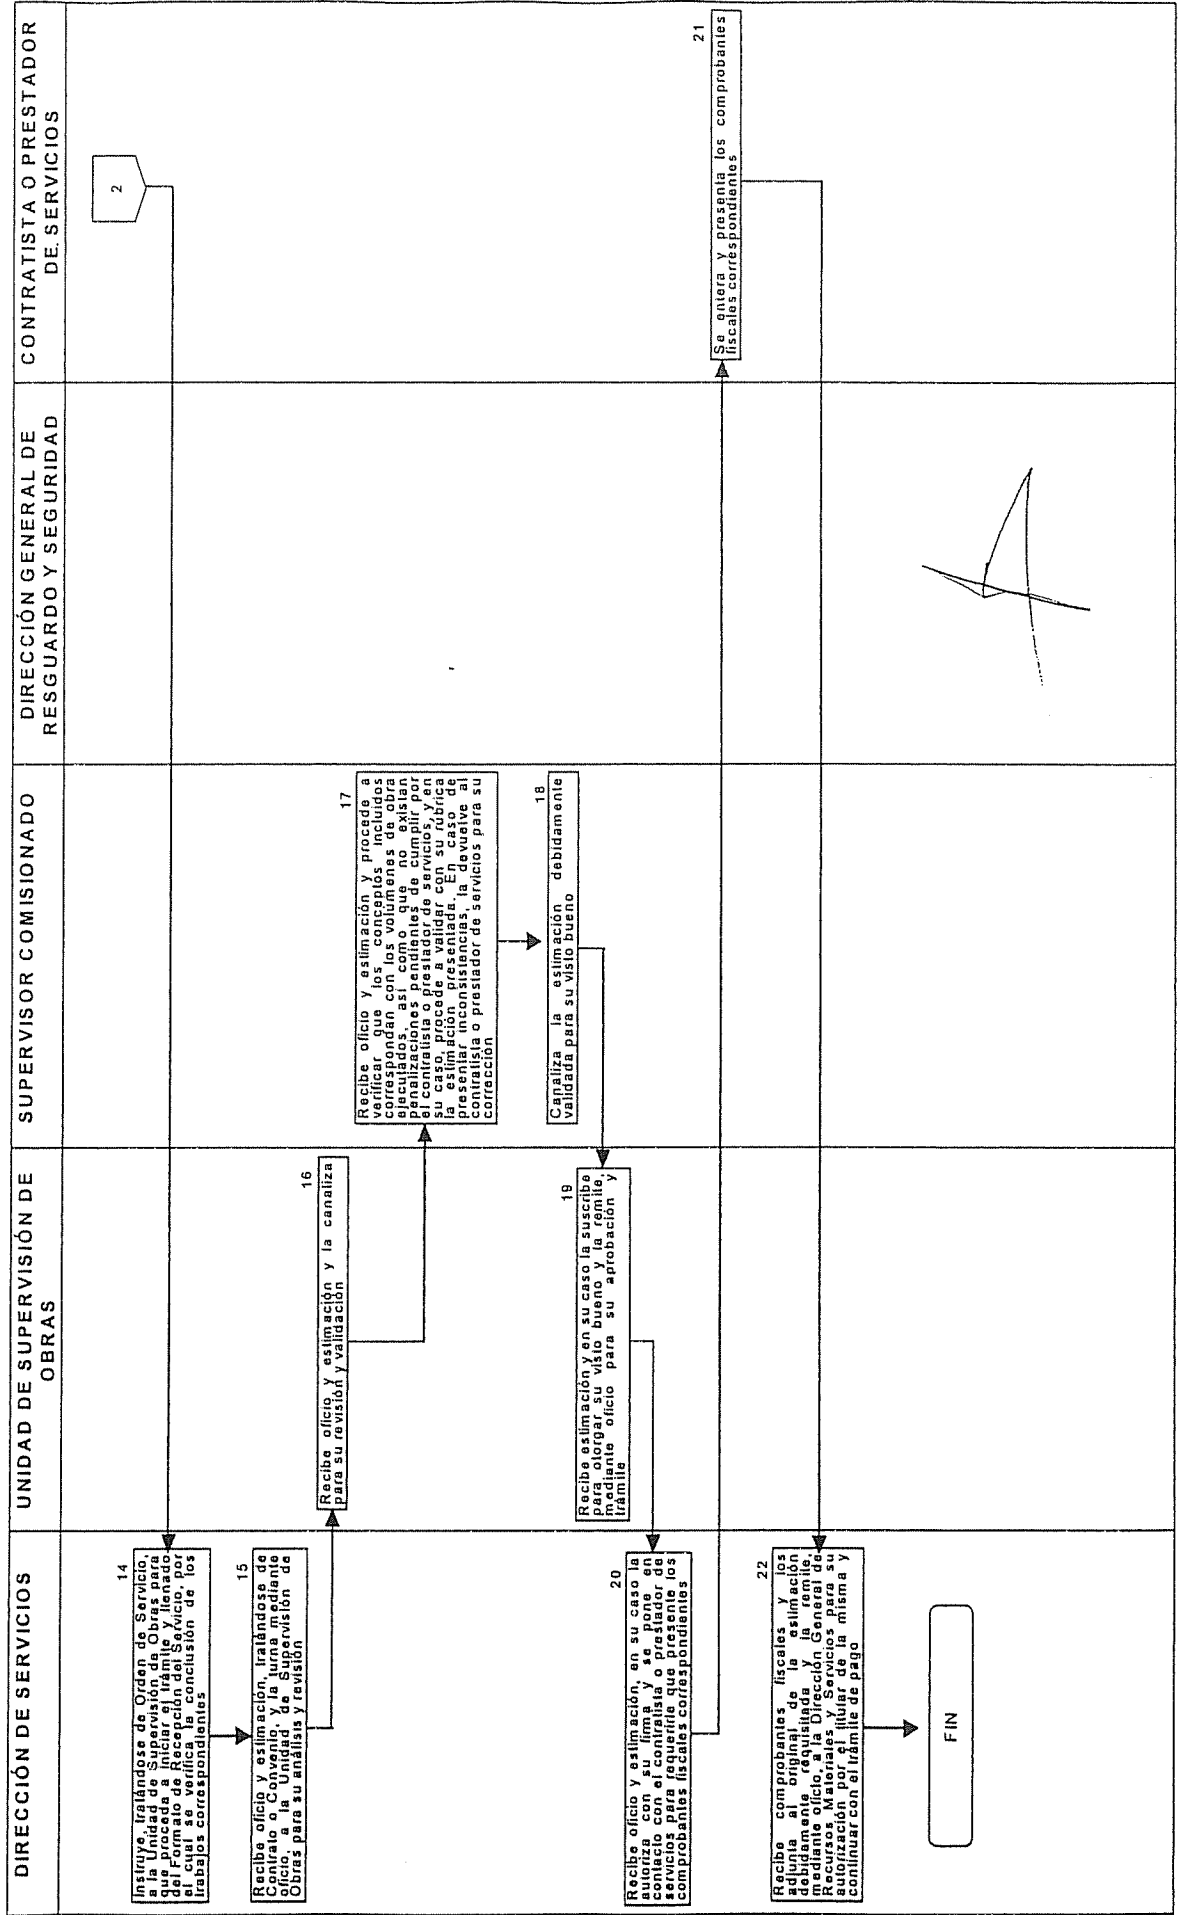 DIRECCIÓN DE SERVICIOS
UNIDAD DE SUPERVISIÓN DE
OBRAS
SUPERVISOR COMISIONADO
DIRECCIÓN GENERAL DE
RESGUARDO Y SEGURIDAD
CONTRATISTA O PRESTADOR
DE SERVICIOS
2
14
Instruye, tratándose de Orden de Servicio,
a la Unidad de Supervisión de Obras para
que proceda a iniciar el trámite y llenado
del Formato de Recepción del Servicio, por
el cual se verifica la conclusión de los
trabajos correspondientes
15
Recibe oficio y estimación, tratándose de
Contrato o Convenio, y la turna mediante
oficio, a la Unidad de Supervisión de
Obras para su análisis y revisión
16
Recibe oficio y estimación y la canaliza
para su revisión y validación
17
Recibe oficio y estimación y procede a
verificar que los conceptos incluidos
correspondan con los volúmenes de obra
ejecutados, así como que no existan
penalizaciones pendientes de cumplir por
el contratista o prestador de servicios, y en
su caso, procede a validar con su rúbrica
la estimación presentada. En caso de
presentar inconsistencias, la devuelve al
contratista o prestador de servicios para su
corrección
18
Canaliza la estimación debidamente
validada para su visto bueno
19
Recibe estimación y en su caso la suscribe
para otorgar su visto bueno y la remite,
mediante oficio para su aprobación y
trámite
20
Recibe oficio y estimación, en su caso la
autoriza con su firma y se pone en
contacto con el contratista o prestador de
servicios para requerirle que presente los
comprobantes fiscales correspondientes
21
Se entera y presenta los comprobantes
fiscales correspondientes
22
Recibe comprobantes fiscales y los
adjunta al original de la estimación
debidamente requisitada y la remite,
mediante oficio, a la Dirección General de
Recursos Materiales y Servicios para su
autorización por el titular de la misma y
continuar con el trámite de pago
FIN